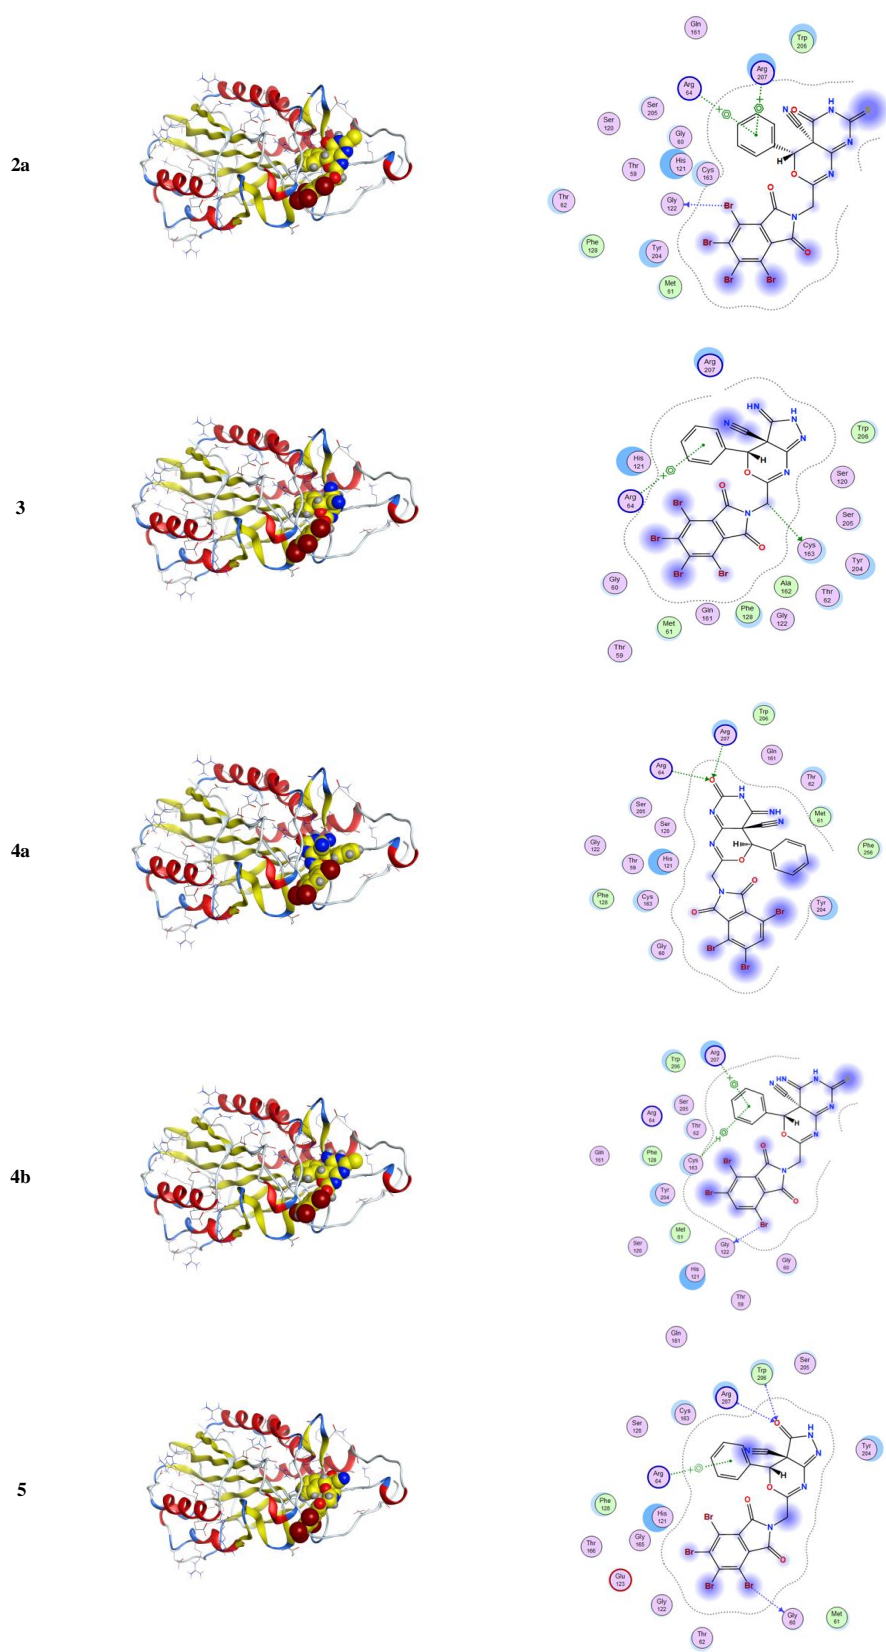 2a
Gln
161
Trp
206
Arg
207
Arg
64
Ser
205
Ser
120
Gly
60
His
121
Cys
163
Thr
59
Thr
62
Gly
122
Phe
128
Tyr
204
Met
61
N
O
H
N
N
H
O
N
O
N
O
Br
Br
Br
Br
3
Arg
207
His
121
Arg
64
Trp
206
Ser
120
Ser
205
Cys
163
Tyr
204
Ala
162
Thr
62
Gly
60
Gln
161
Phe
128
Gly
122
Met
61
Thr
59
HN
H
N
N
N
H
O
N
O
N
O
Br
Br
Br
Br
4a
Trp
206
Arg
207
Gln
161
Arg
64
Thr
62
Ser
205
Met
61
Ser
120
Gly
122
Phe
256
His
121
Thr
59
Cys
163
Phe
128
Tyr
204
Gly
60
O
NH
N
NH
N
N
H
O
N
O
O
Br
Br
Br
4b
Arg
207
Trp
206
Ser
205
Arg
64
Thr
62
Gln
161
Phe
128
Cys
163
Tyr
204
Met
61
Ser
120
Gly
122
Gly
60
His
121
Thr
59
N
HN
H
N
N
H
O
N
O
N
O
Br
Br
Br
5
Gln
161
Ser
205
Trp
206
Arg
207
Cys
163
Ser
120
Tyr
204
Arg
64
Phe
128
His
121
Gly
165
Thr
166
Glu
123
Gly
122
Thr
62
Gly
60
Met
61
O
H
N
N
N
H
O
N
O
N
O
Br
Br
Br
Br